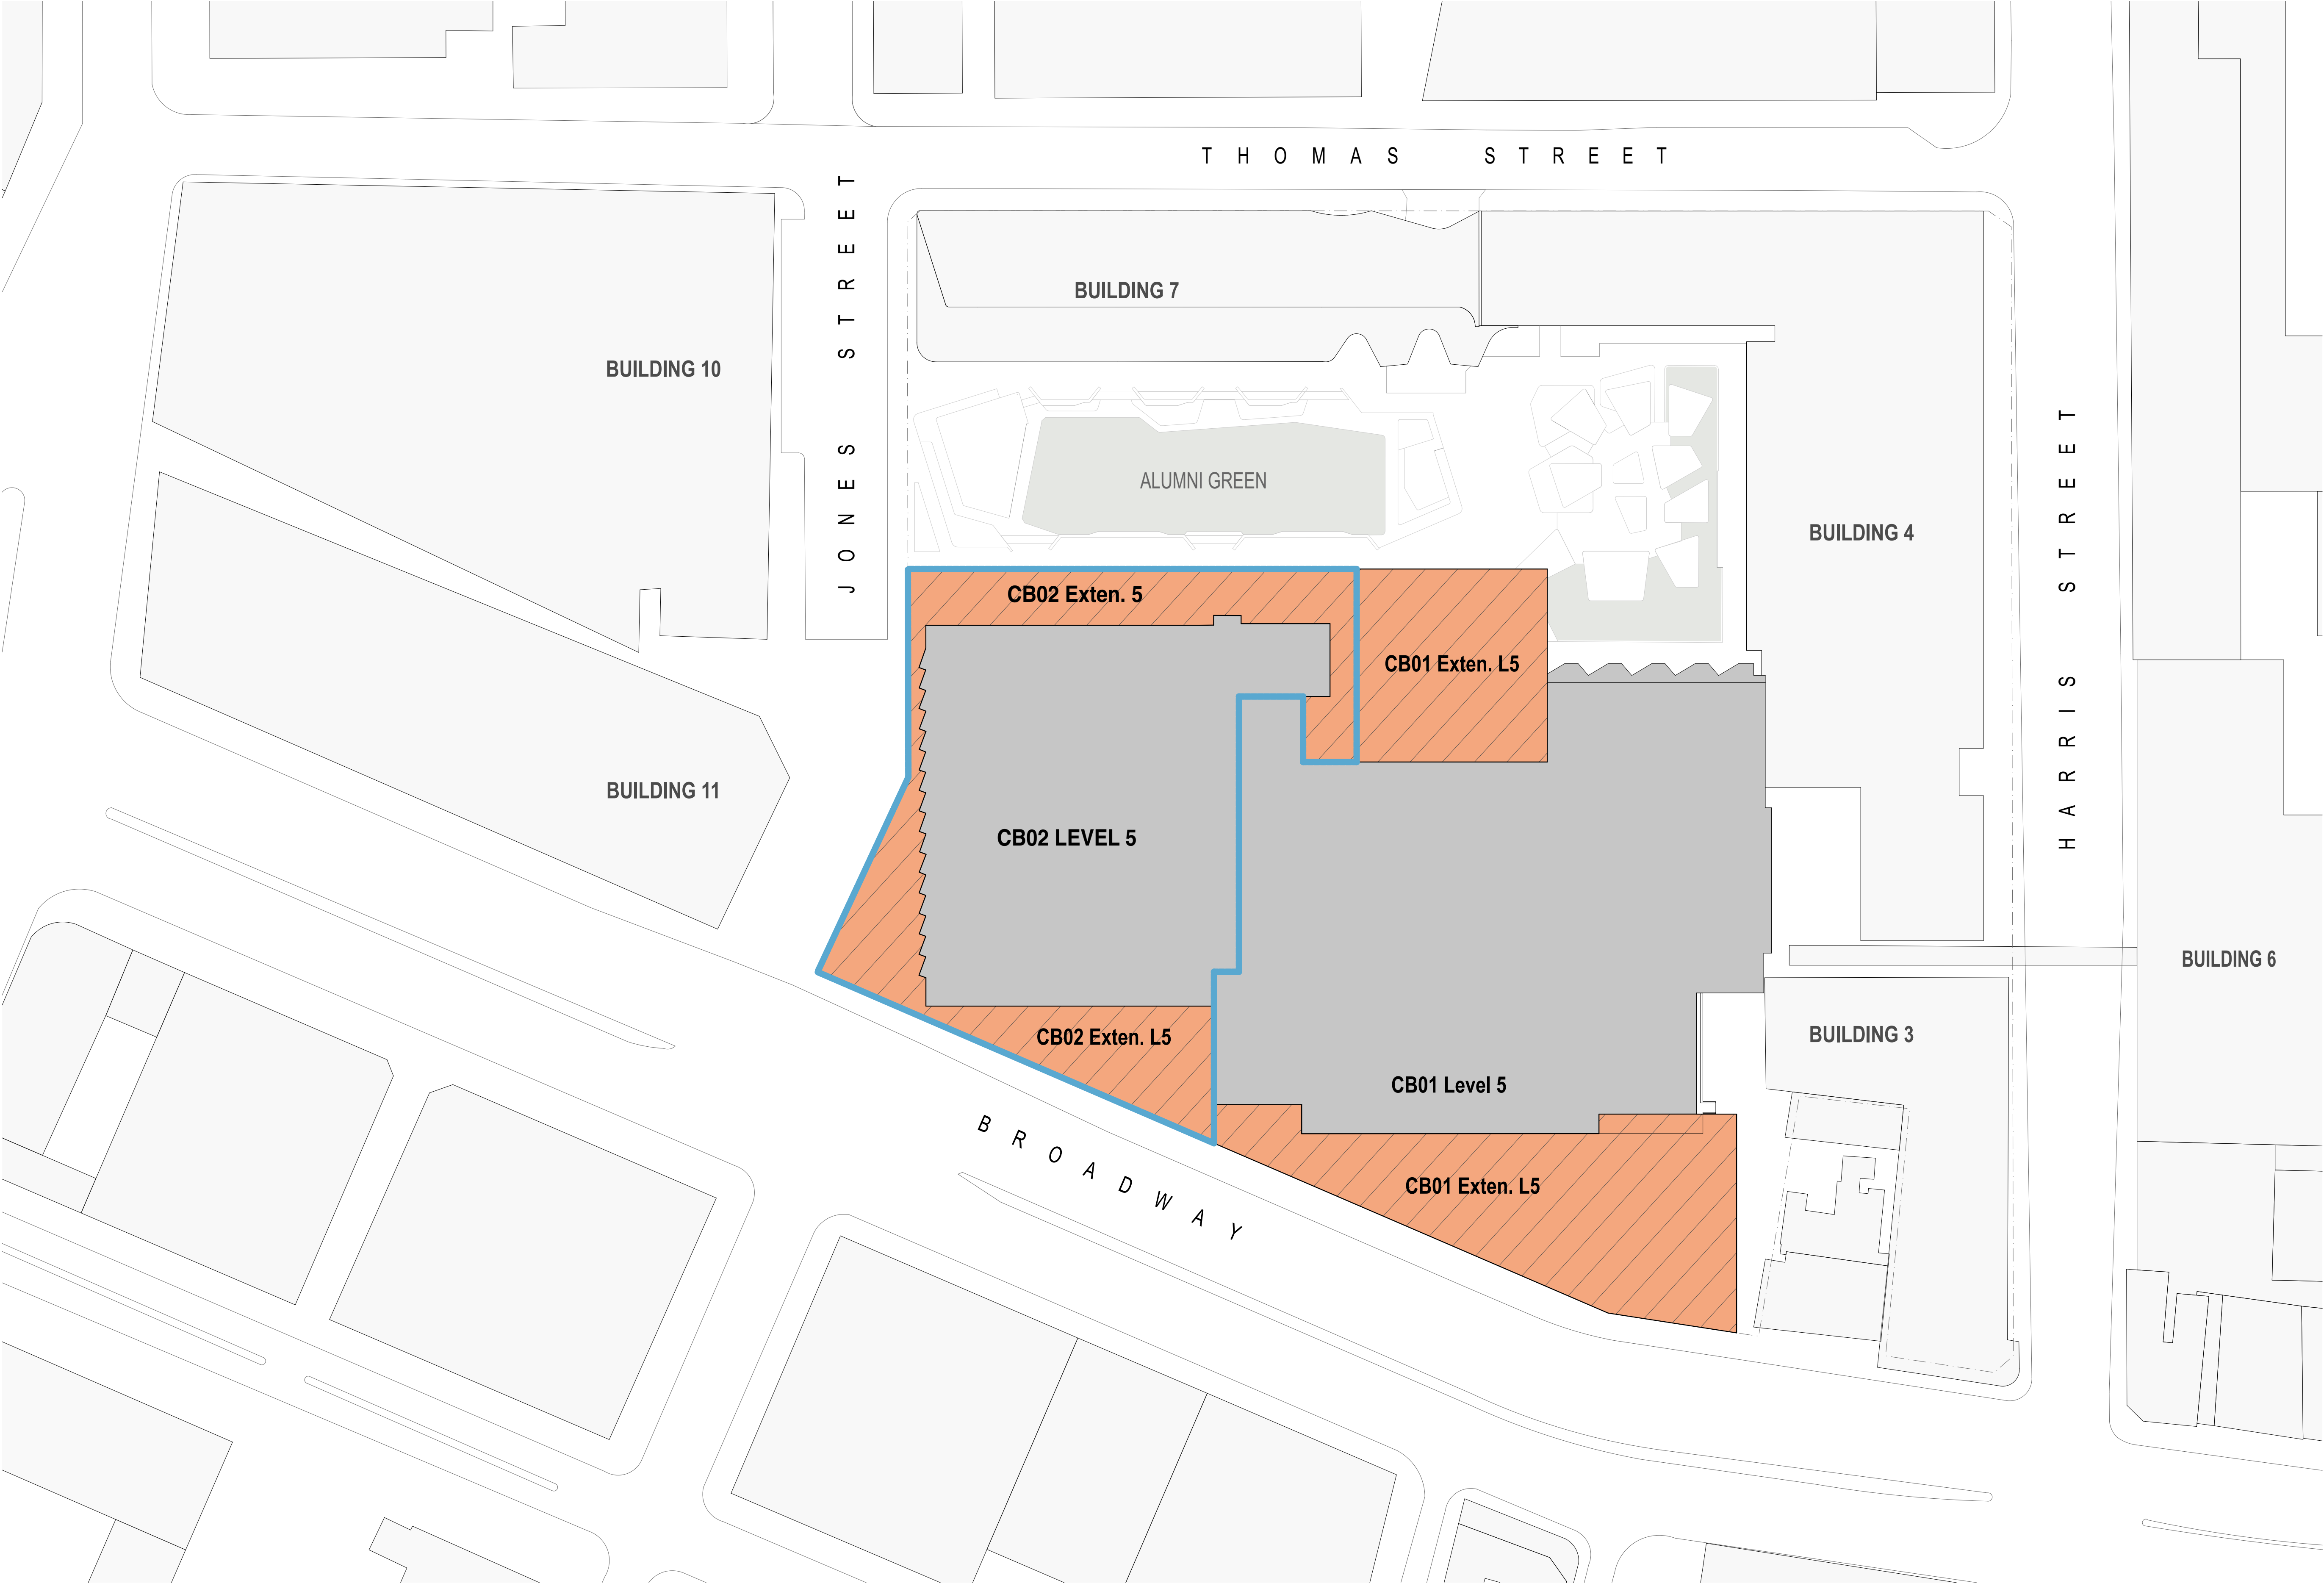 THOMAS STREET
JONES STREET
BUILDING 7
BUILDING 10
ALUMNI GREEN
BUILDING 4
HARRIS STREET
CB02 Exten. 5
CB01 Exten. L5
BUILDING 11
CB02 LEVEL 5
BUILDING 6
CB02 Exten. L5
BUILDING 3
CB01 Level 5
BROADWAY
CB01 Exten. L5